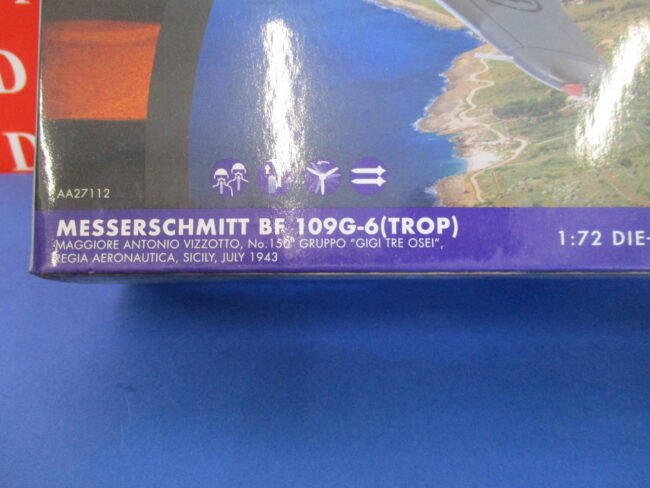 D
D
AA27112
MESSERSCHMITT BF 109G-6(TROP)
MAGGIORE ANTONIO VIZZOTTO, No.150° GRUPPO "GIGI TRE OSEI",
REGIA AERONAUTICA, SICILY, JULY 1943
1:72 DIE-